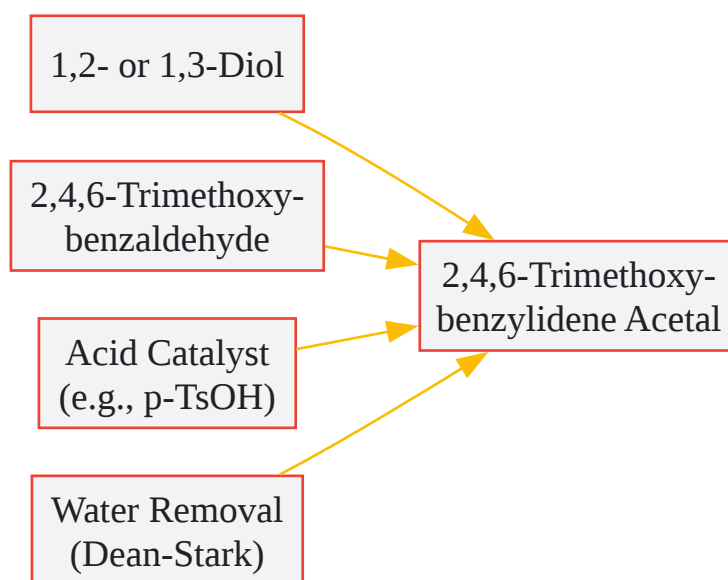 1,2- or 1,3-Diol
2,4,6-Trimethoxy-
benzaldehyde
2,4,6-Trimethoxy-
benzylidene Acetal
Acid Catalyst
(e.g., p-TsOH)
Water Removal
(Dean-Stark)